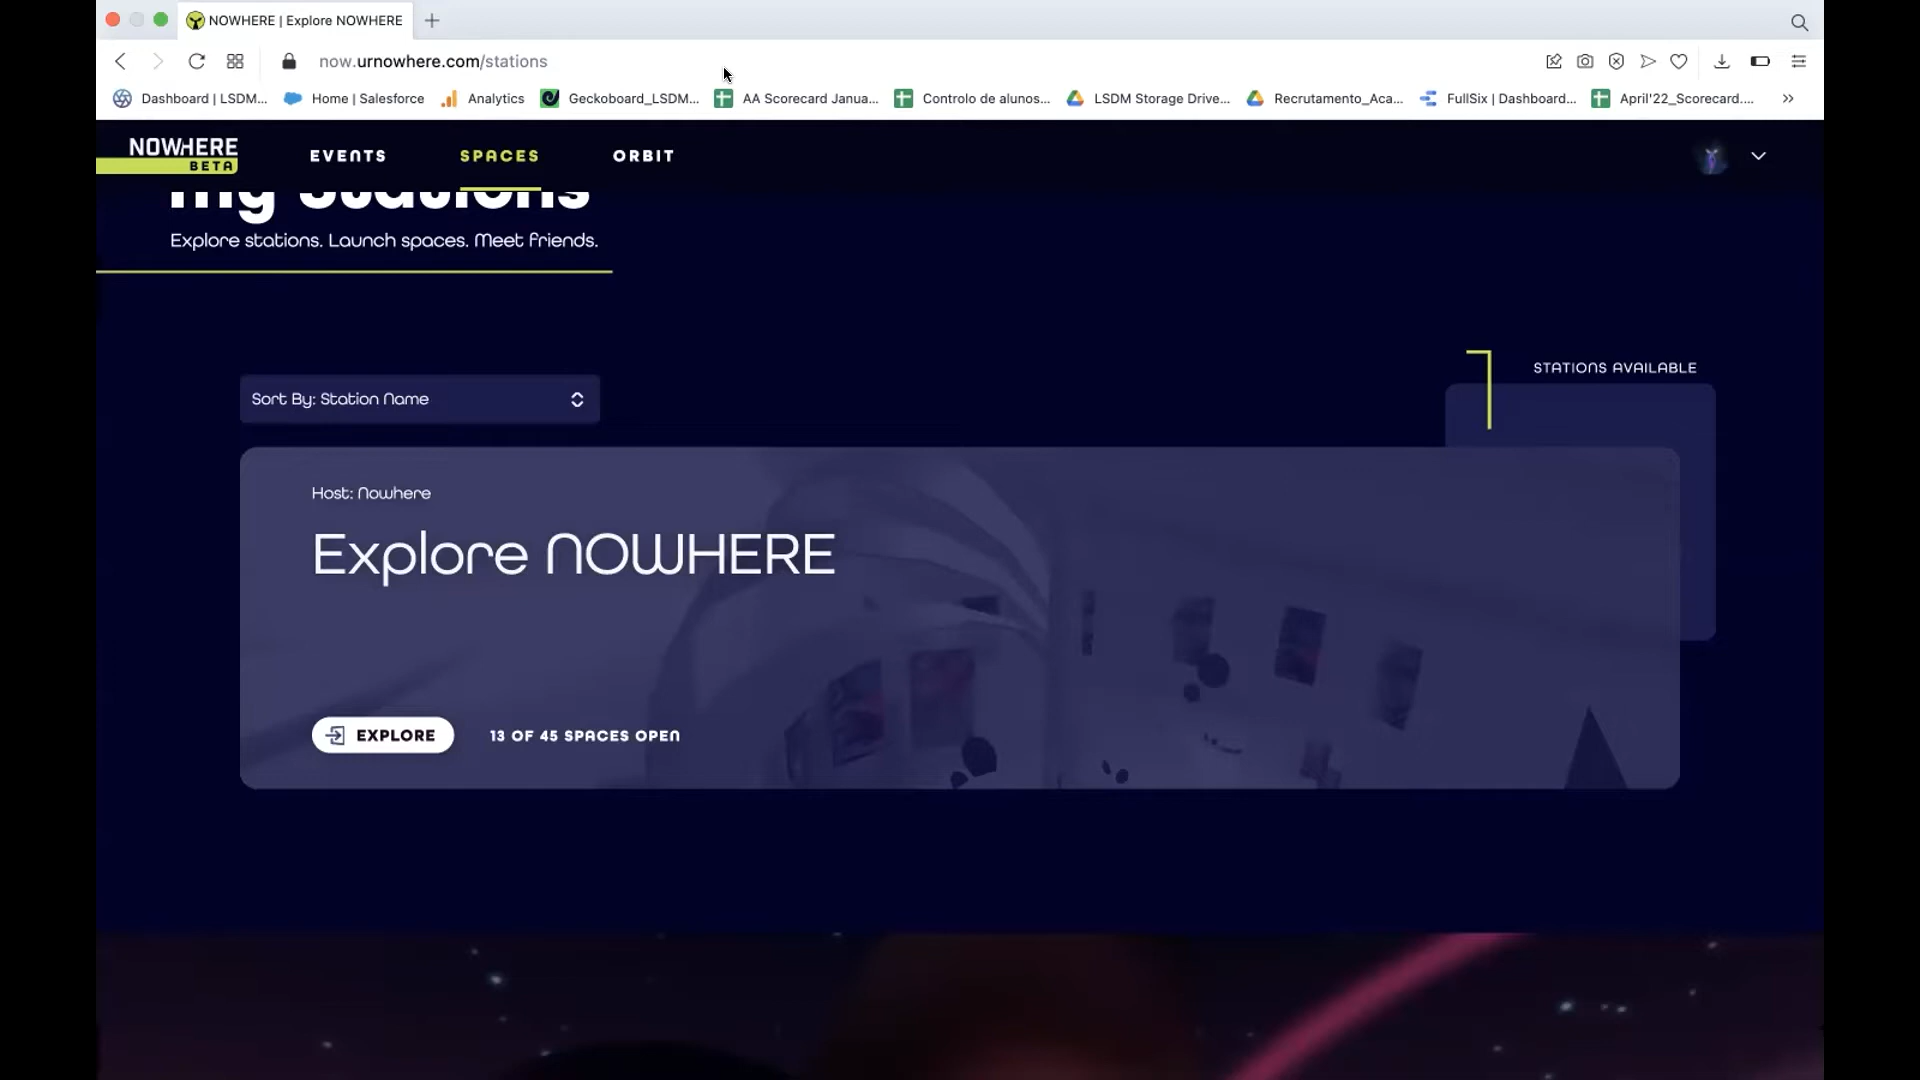 NOWHERE | Explore NOWHERE
now.urnowhere.com/stations
Dashboard | LSDM... Home | Salesforce Analytics Geckoboard_LSDM... AA Scorecard Janua... Controlo de alunos... LSDM Storage Drive... Recrutamento_Aca... FullSix | Dashboard... April'22_Scorecard....
NOWHERE
BETA
EVENTS SPACES ORBIT
my stations
Explore stations. Launch spaces. Meet friends.
STATIONS AVAILABLE
Sort By: Station Name
Host: Nowhere
Explore NOWHERE
EXPLORE 13 OF 45 SPACES OPEN